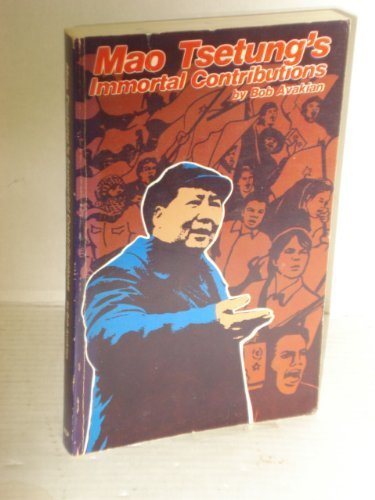 Mao Tsetung's
Immortal Contributions
by Bob Avakian